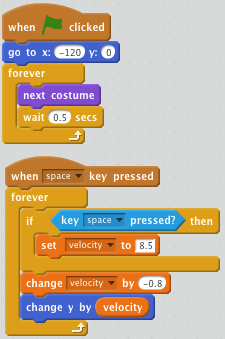 when clicked
go to x: -120 y: 0
forever
next costume
wait 0.5 secs
when space key pressed
forever
if key space pressed? then
set velocity to 8.5
change velocity by -0.8
change y by velocity